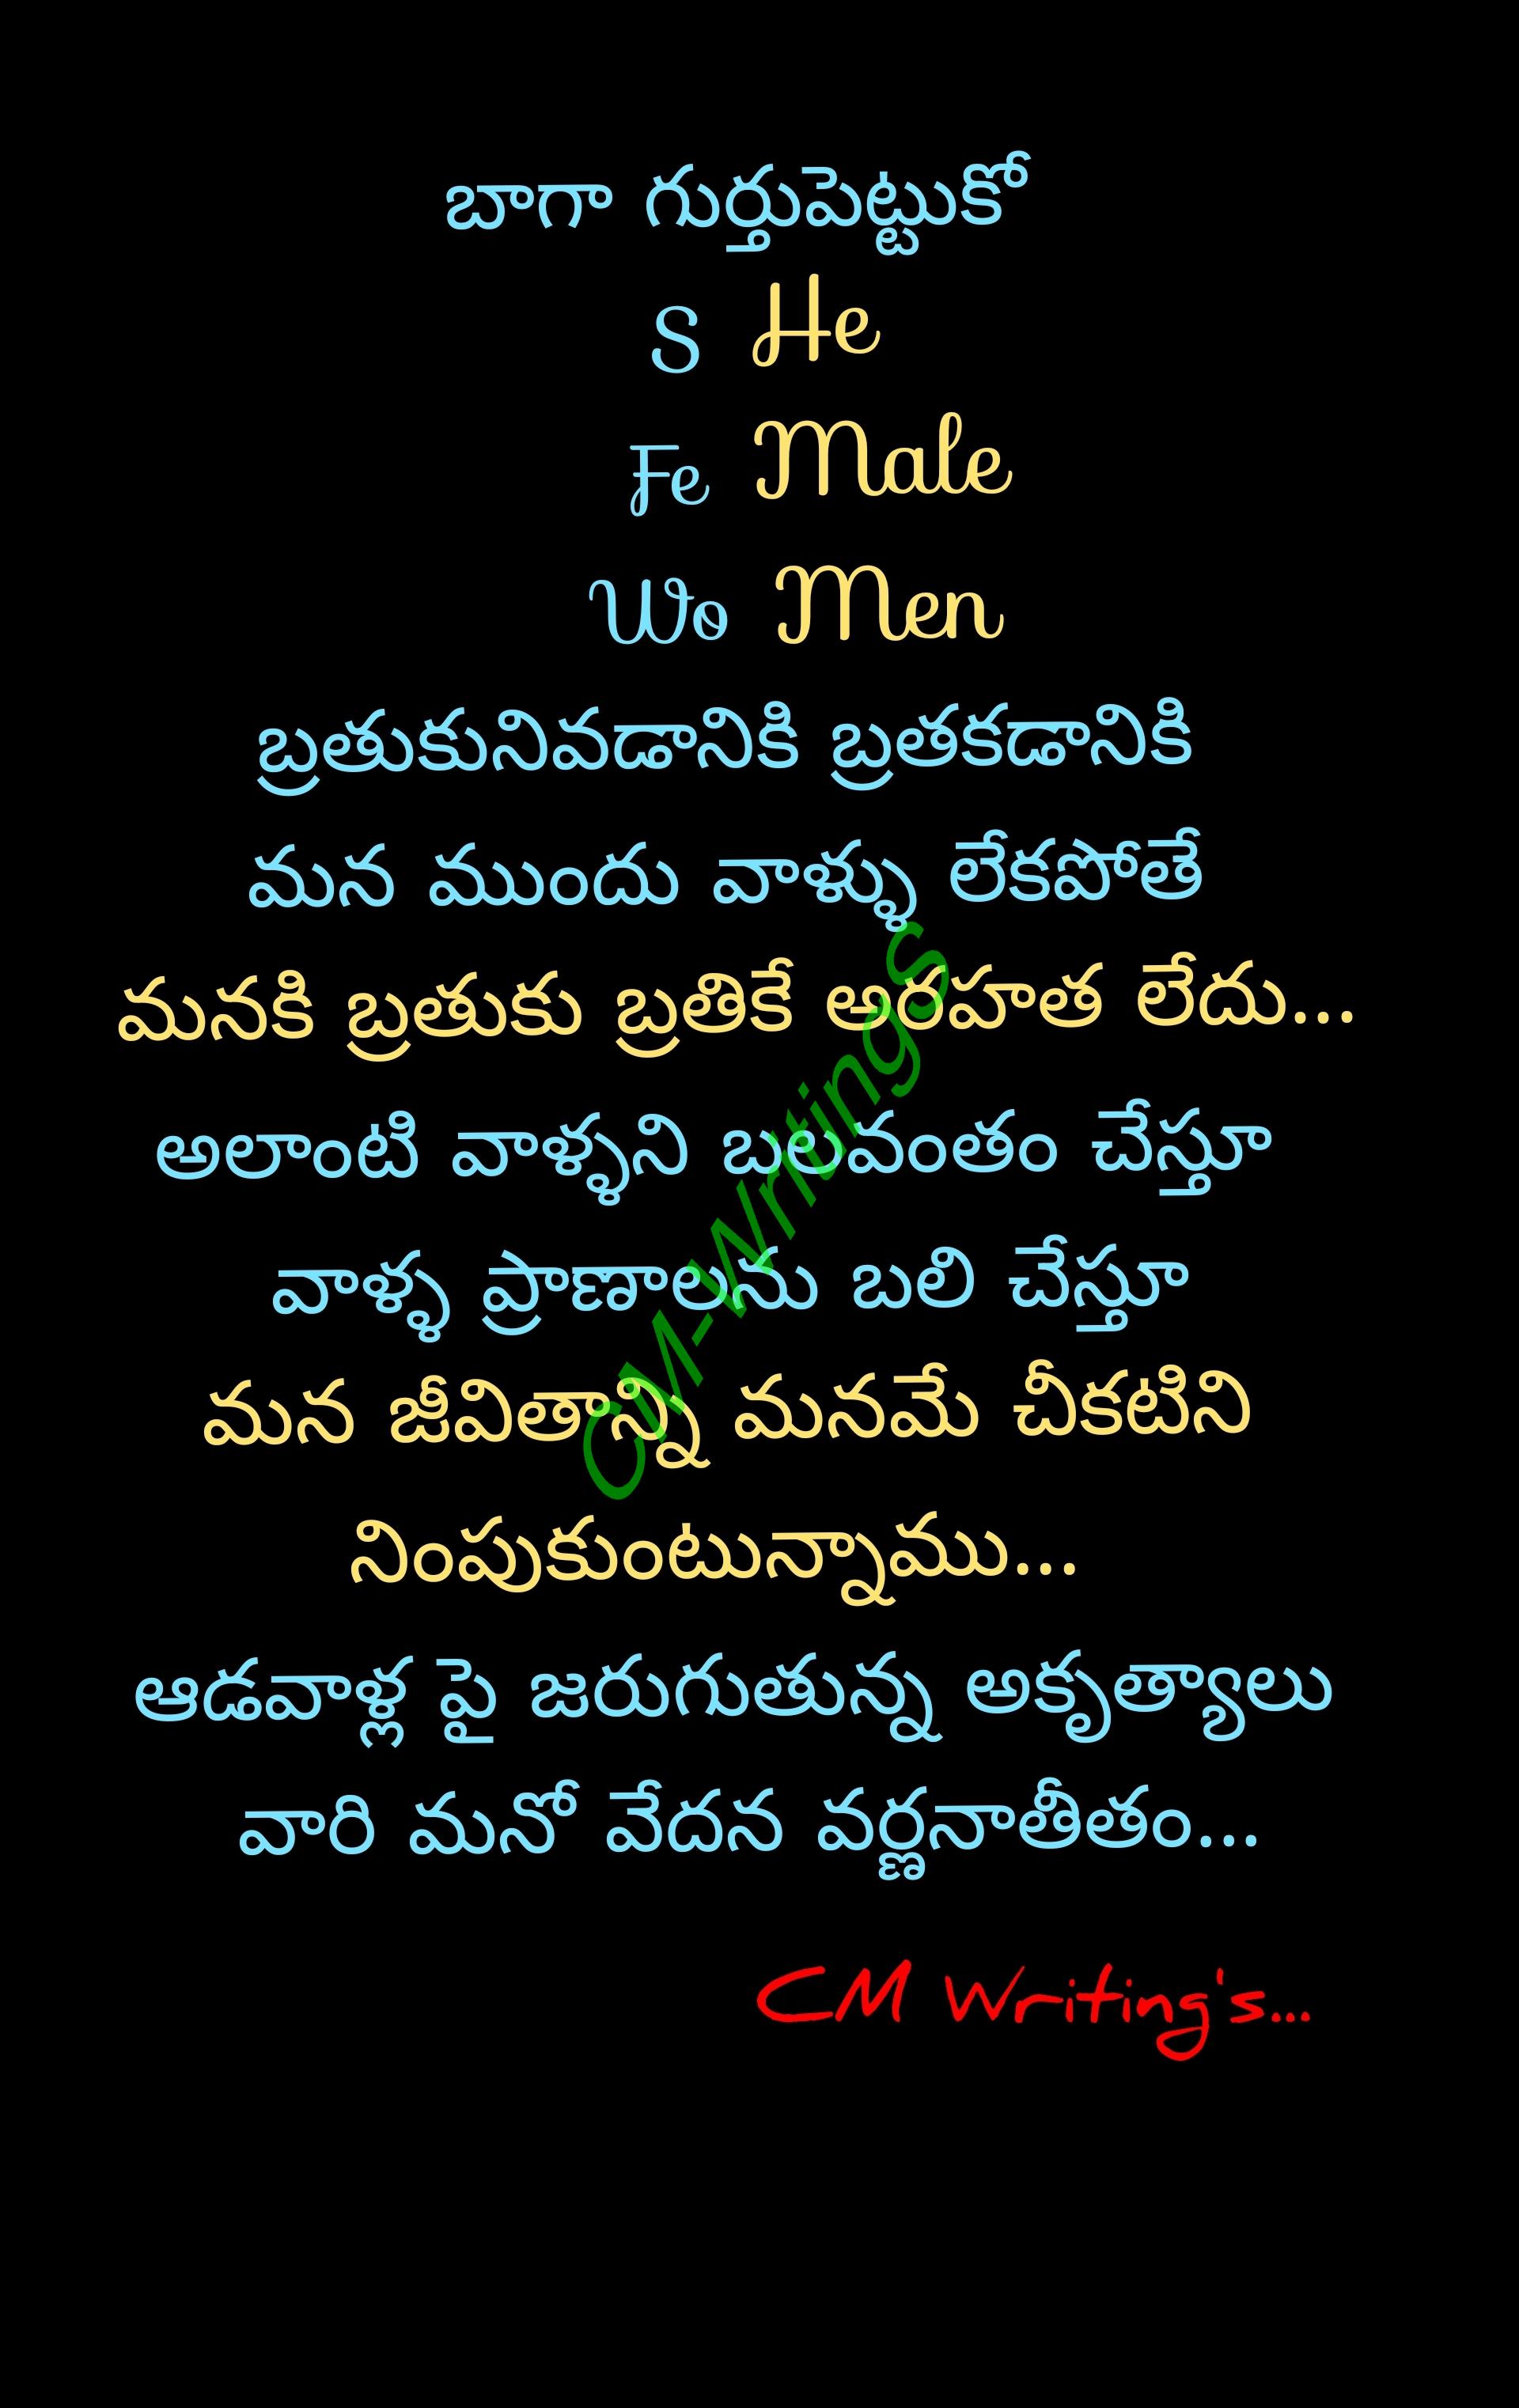 బాగా గుర్తుపెట్టుకో
S He
Fe Male
Wo Men
బ్రతుకునివడానికి బ్రతకడానికి
మన ముందు వాళ్ళు లేకపోతే
మనకి బ్రతుకు బ్రతికే అర్హహత లేదు...
అలాంటి వాళ్ళని బలవంతం చేస్తూ
వాళ్ళ ప్రాణాలను బలి చేస్తూ
మన జీవితాన్ని మనమే చీకటిని
నింపుకుంటున్నాము...
ఆడవాళ్ల పై జరుగుతున్న అకృత్యాలు
వారి మనో వేదన వర్ణనాతీతం...
CM-Writings
CM Writing's...